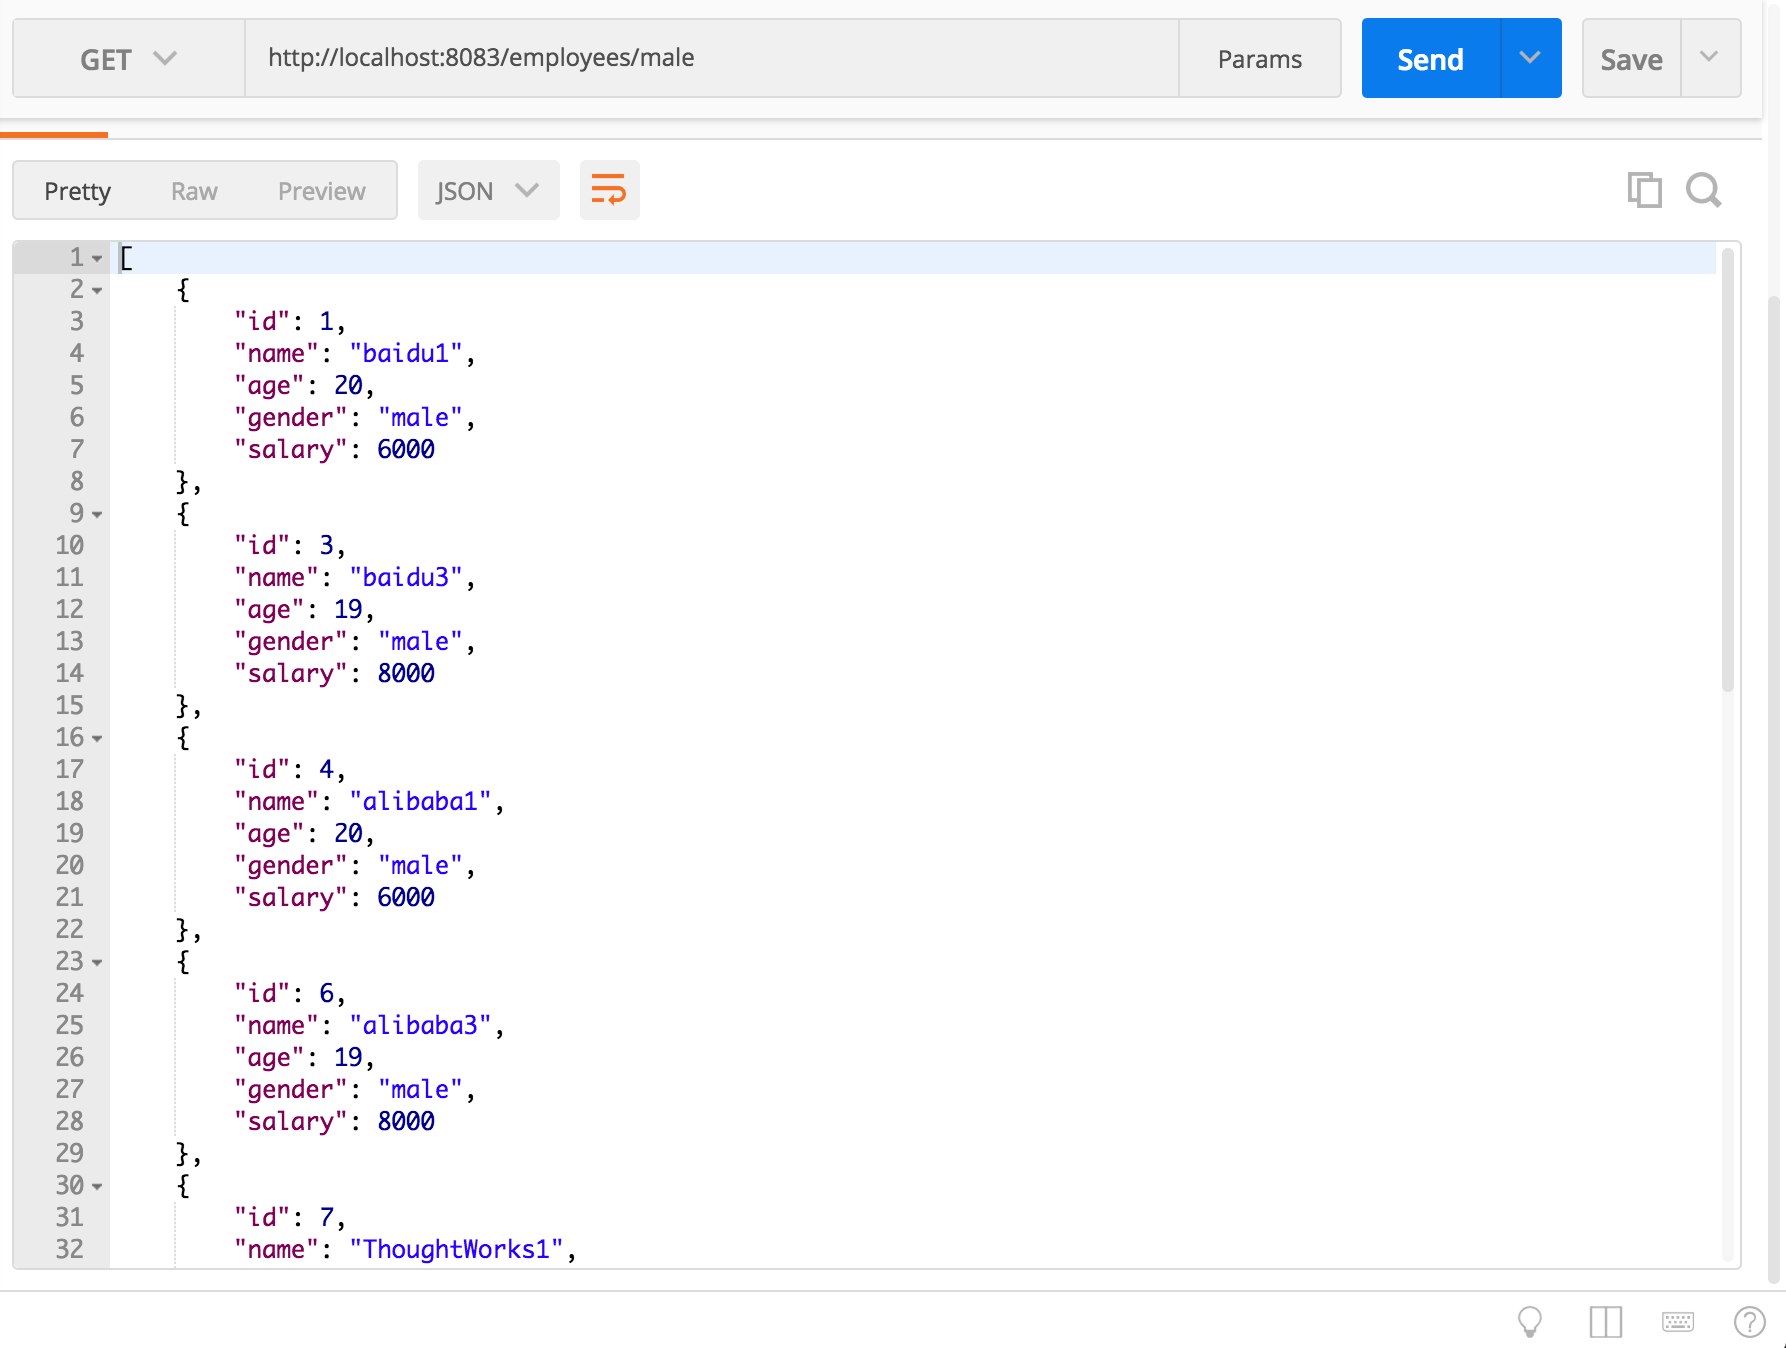 GET http://localhost:8083/employees/male Params Send Save
Pretty Raw Preview JSON
1 [
2 {
3 "id": 1,
4 "name": "baidu1",
5 "age": 20,
6 "gender": "male",
7 "salary": 6000
8 },
9 {
10 "id": 3,
11 "name": "baidu3",
12 "age": 19,
13 "gender": "male",
14 "salary": 8000
15 },
16 {
17 "id": 4,
18 "name": "alibaba1",
19 "age": 20,
20 "gender": "male",
21 "salary": 6000
22 },
23 {
24 "id": 6,
25 "name": "alibaba3",
26 "age": 19,
27 "gender": "male",
28 "salary": 8000
29 },
30 {
31 "id": 7,
32 "name": "ThoughtWorks1",